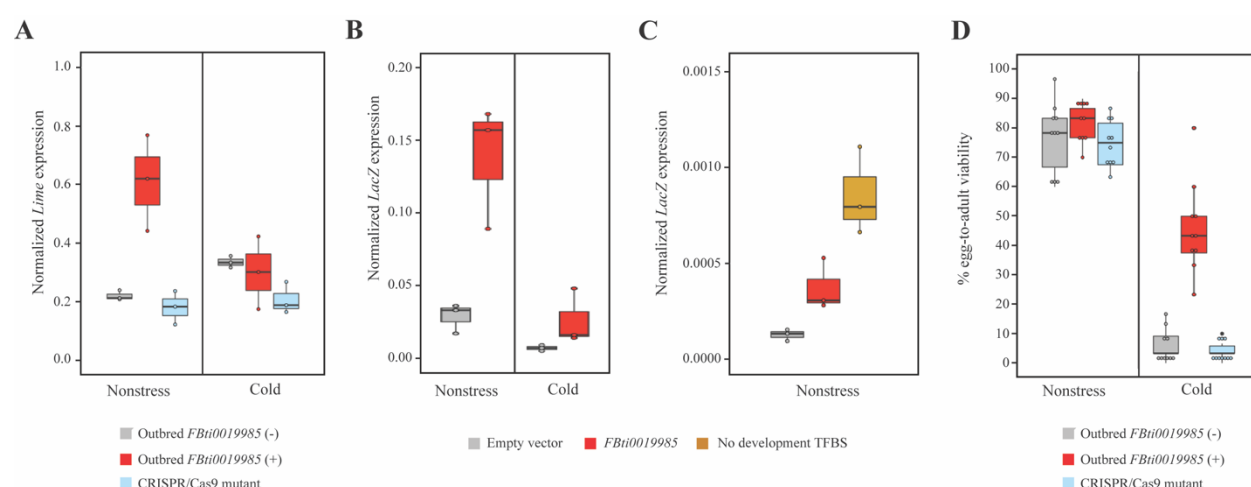 A
Normalized Lime expression
1.0
0.8
0.6
0.4
0.2
0.0
Nonstress
Cold
Outbred FBti0019985 (-)
Outbred FBti0019985 (+)
CRISPR/Cas9 mutant
B
Normalized LacZ expression
0.20
0.15
0.10
0.05
0.00
Nonstress
Cold
C
Normalized LacZ expression
0.0015
0.0010
0.0005
0.0000
Nonstress
Empty vector
FBti0019985
No development TFBS
D
% egg-to-adult viability
100
90
80
70
60
50
40
30
20
10
0
Nonstress
Cold
Outbred FBti0019985 (-)
Outbred FBti0019985 (+)
CRISPR/Cas9 mutant